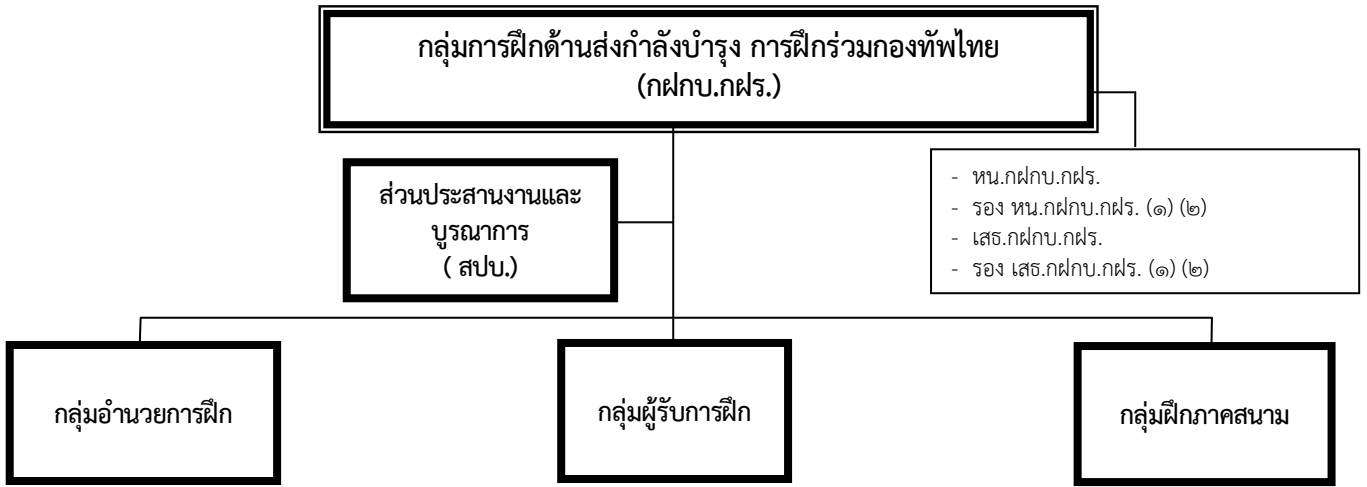 กลุ่มการฝึกด้านส่งกำลังบำรุง การฝึกร่วมกองทัพไทย
(กฝกบ.กฝร.)
ส่วนประสานงานและ
บูรณาการ
( สปบ.)
- หน.กฝกบ.กฝร.
- รอง หน.กฝกบ.กฝร. (๑) (๒)
- เสธ.กฝกบ.กฝร.
- รอง เสธ.กฝกบ.กฝร. (๑) (๒)
กลุ่มอำนวยการฝึก
กลุ่มผู้รับการฝึก
กลุ่มฝึกภาคสนาม